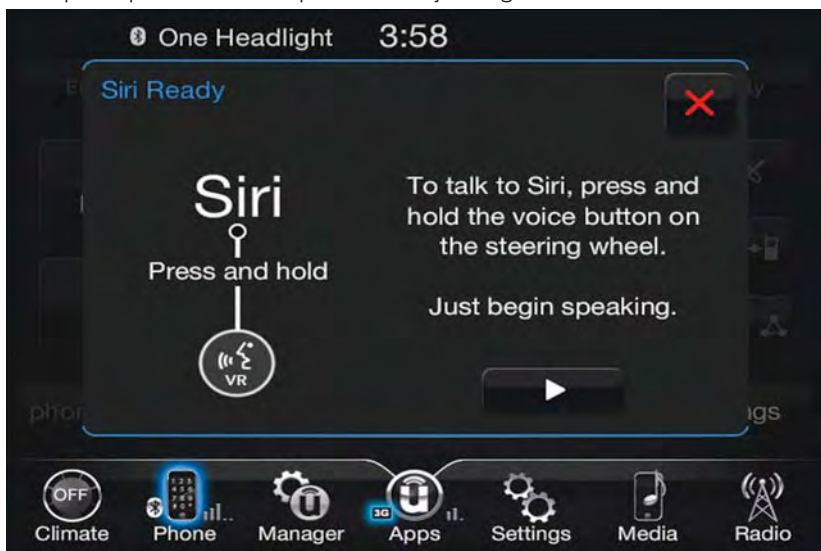 One Headlight 3:58
Siri Ready
Siri
Press and hold
VR
To talk to Siri, press and
hold the voice button on
the steering wheel.
Just begin speaking.
OFF
3G
Climate Phone Manager Apps Settings Media Radio